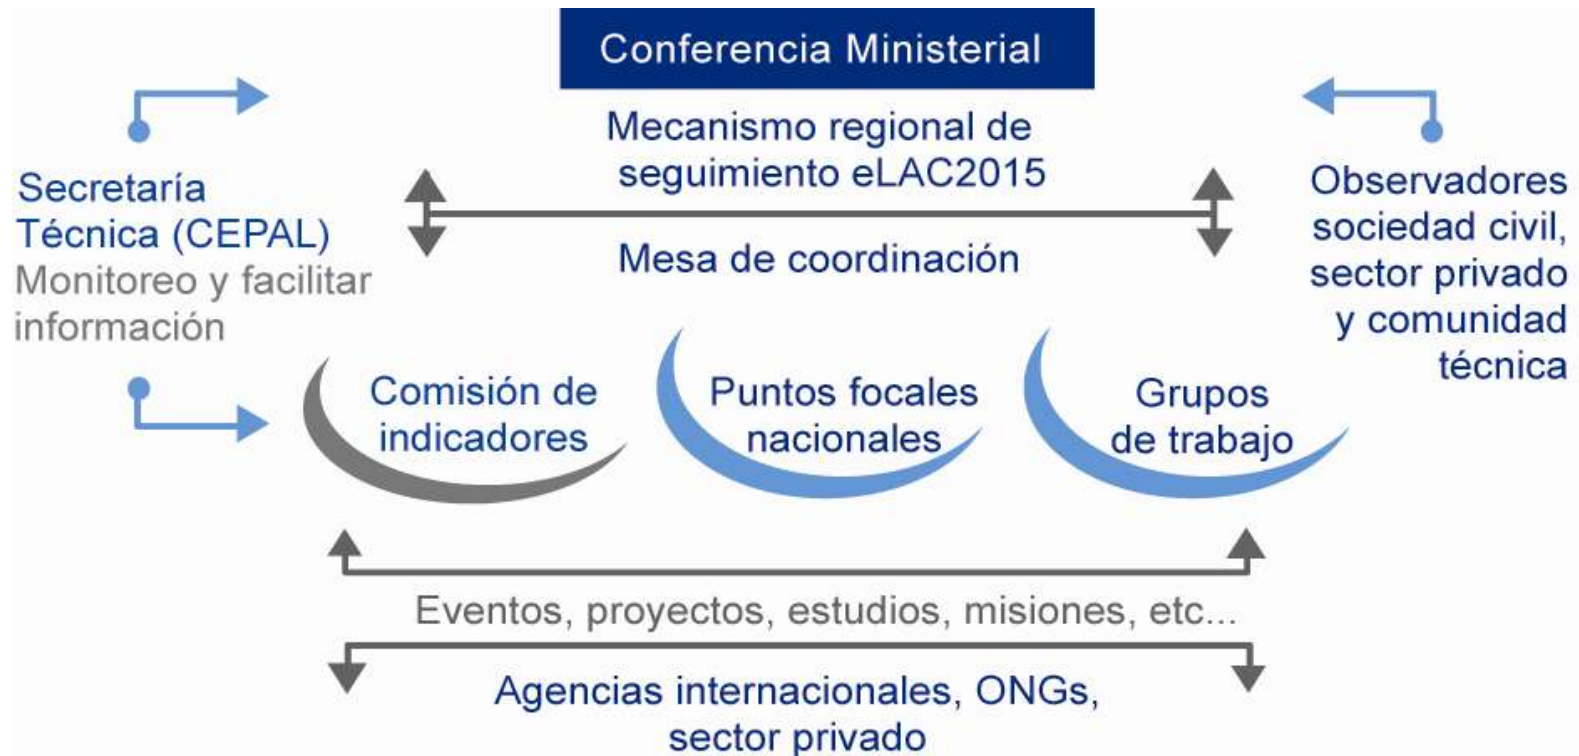 Conferencia Ministerial
Mecanismo regional de
seguimiento eLAC2015
Secretaría
Técnica (CEPAL)
Monitoreo y facilitar
información
Mesa de coordinación
Observadores
sociedad civil,
sector privado
y comunidad
técnica
Comisión de
indicadores
Puntos focales
nacionales
Grupos
de trabajo
Eventos, proyectos, estudios, misiones, etc...
Agencias internacionales, ONGs,
sector privado